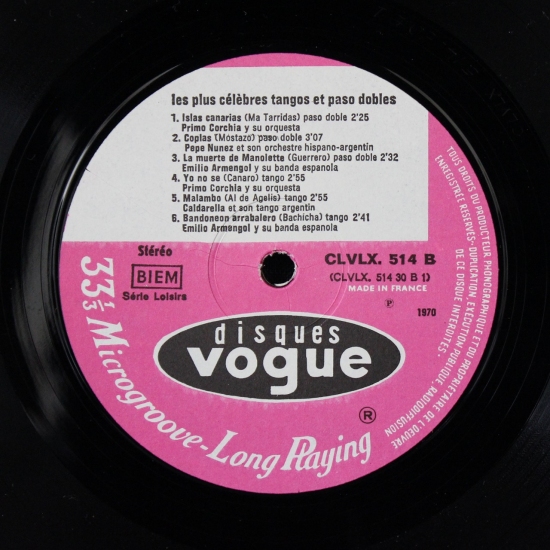 les plus célèbres tangos et paso dobles
1. Islas canarias (Ma Tarridas) paso doble 2'25
Primo Corchia y su orquesta
2. Coplas (Mostazo) paso doble 3'07
Pepe Nunez et son orchestre hispano-argentin
3. La muerte de Manolette (Guerrero) paso doble 2'32
Emilio Armengol y su banda espanola
4. Yo no se (Canaro) tango 2'55
Primo Corchia y su orquesta
5. Malambo (Al de Agelis) tango 2'55
Caldarella et son tango argentin
6. Bandoneon arrabalero (Bachicha) tango 2'41
Emilio Armengol y su banda espanola
Stéréo
BIEM
Série Loisirs
CLVLX. 514 B
(CLVLX. 514 30 B 1)
MADE IN FRANCE
℗ 1970
disques
vogue
®
33 1/3 Microgroove-Long Playing
TOUS DROITS DU PRODUCTEUR PHONOGRAPHIQUE ET DU PROPRIETAIRE DE L'OEUVRE
ENREGISTREE RESERVES-DUPLICATION, EXECUTION PUBLIQUE, RADIODIFFUSION
DE CE DISQUE INTERDITES-